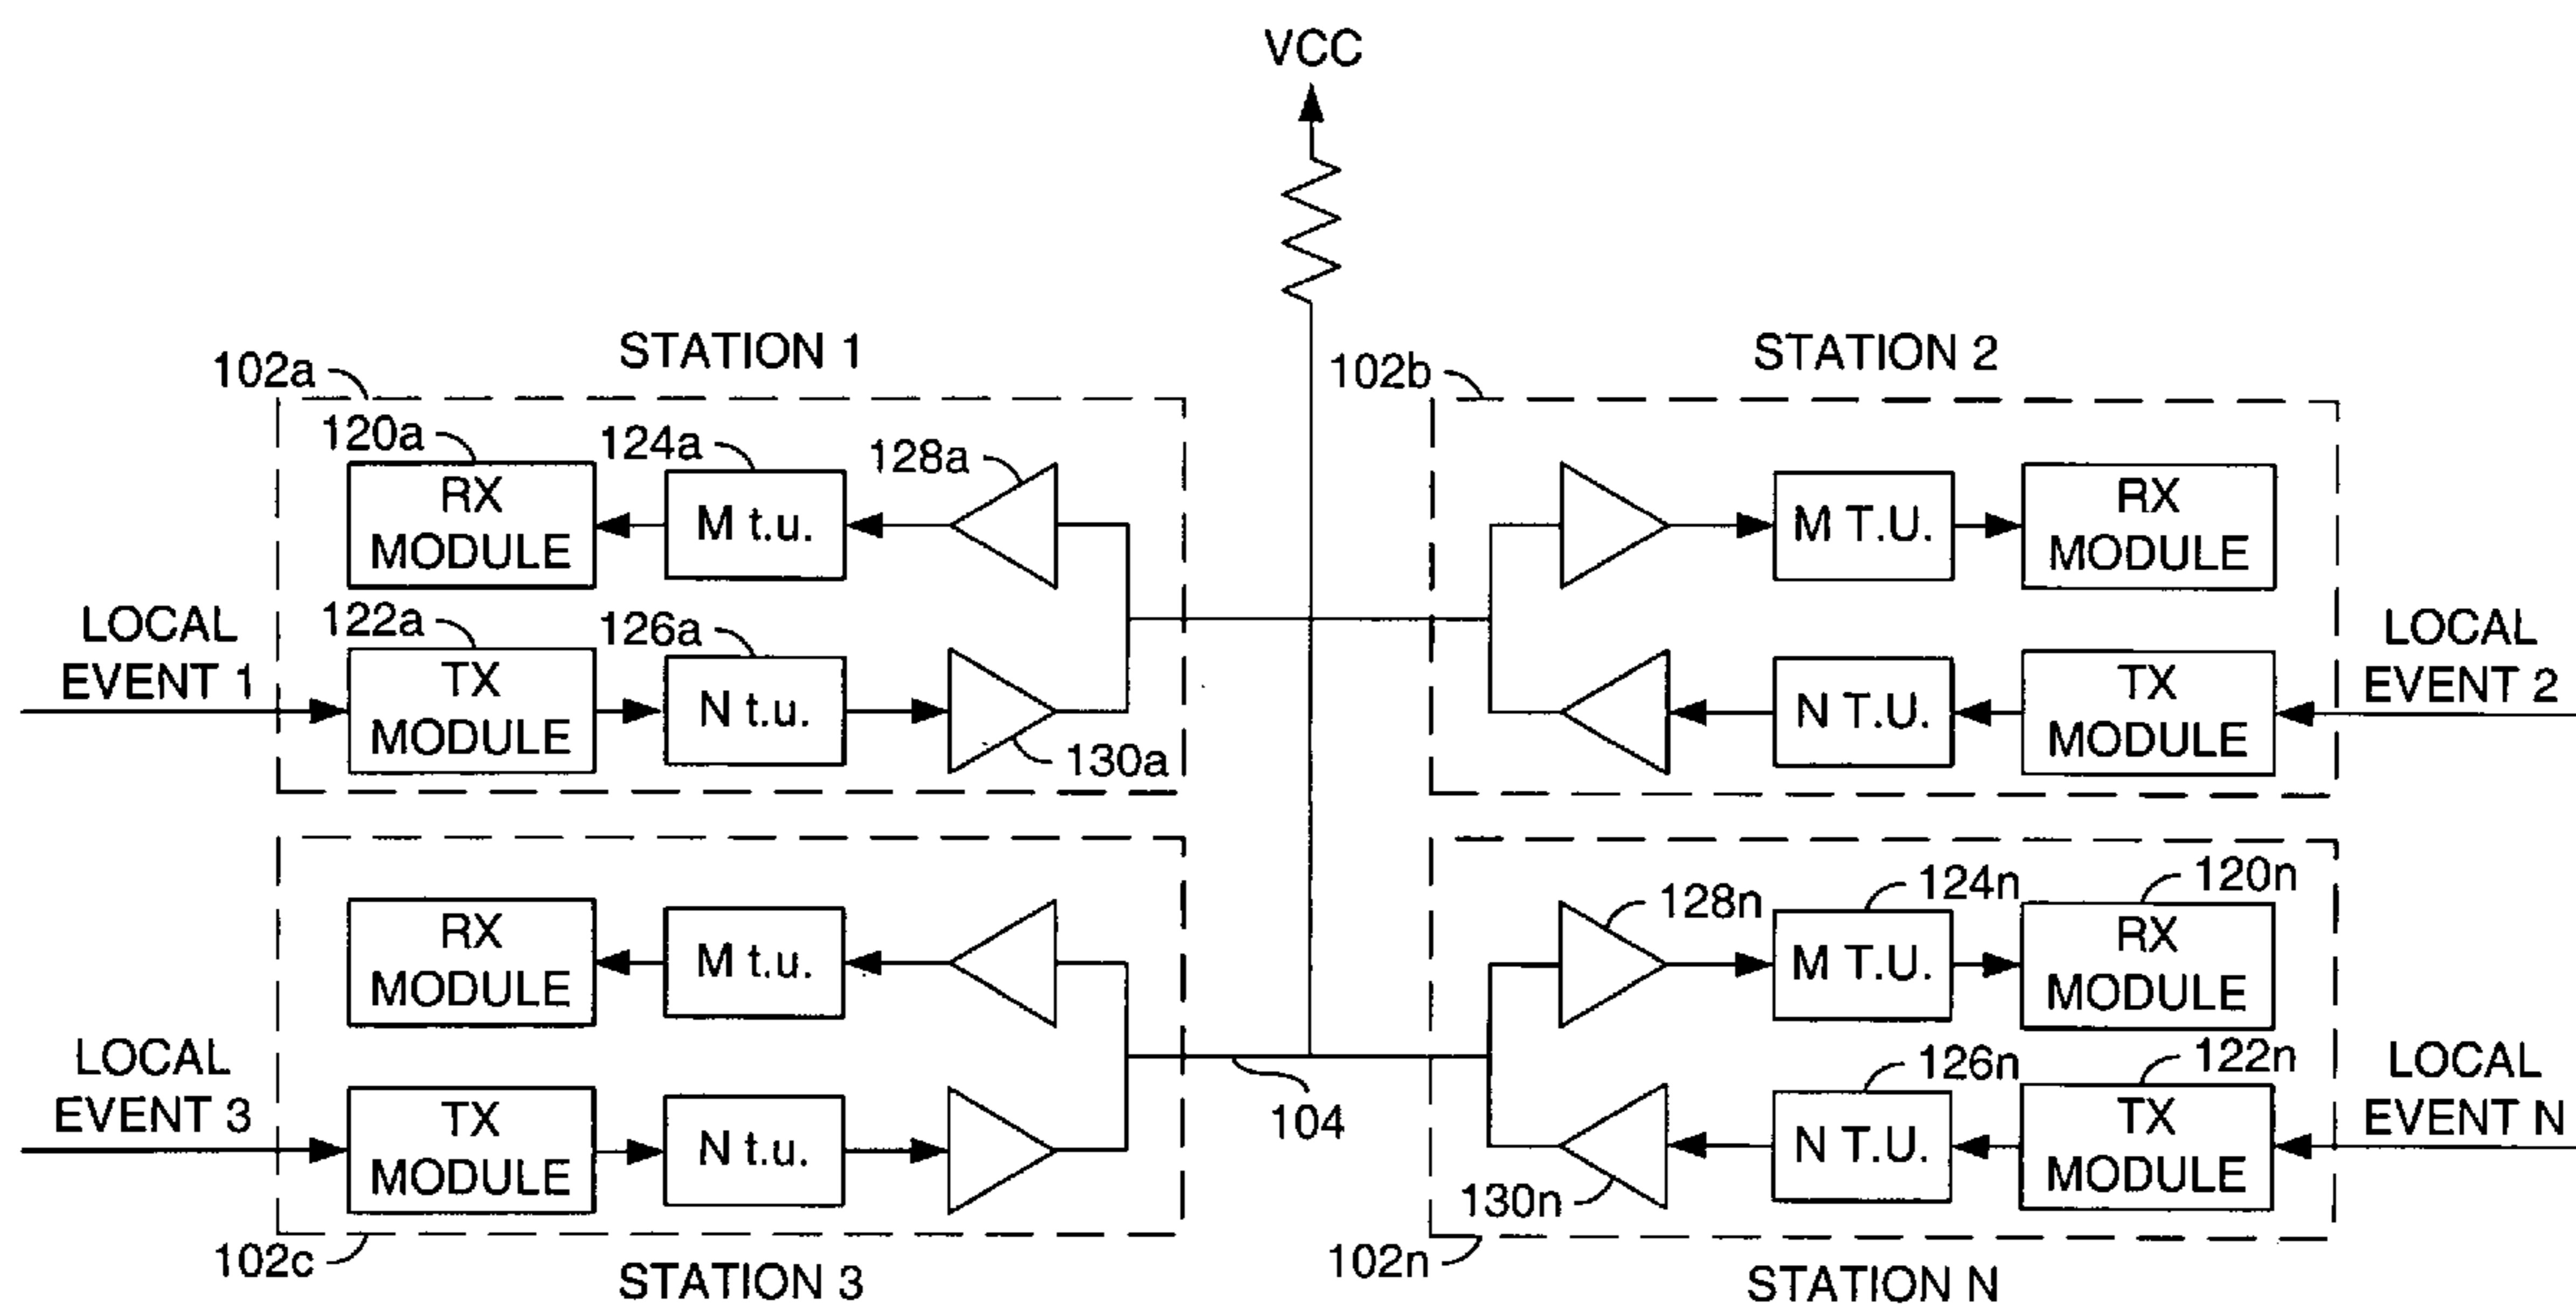 VCC
STATION 1
102a
120a
124a
128a
RX
MODULE
M t.u.
LOCAL
EVENT 1
122a
126a
TX
MODULE
N t.u.
130a
STATION 2
102b
M T.U.
RX
MODULE
N T.U.
TX
MODULE
LOCAL
EVENT 2
RX
MODULE
M t.u.
LOCAL
EVENT 3
TX
MODULE
N t.u.
102c
STATION 3
104
128n
124n
120n
M T.U.
RX
MODULE
126n
122n
N T.U.
TX
MODULE
LOCAL
EVENT N
130n
102n
STATION N